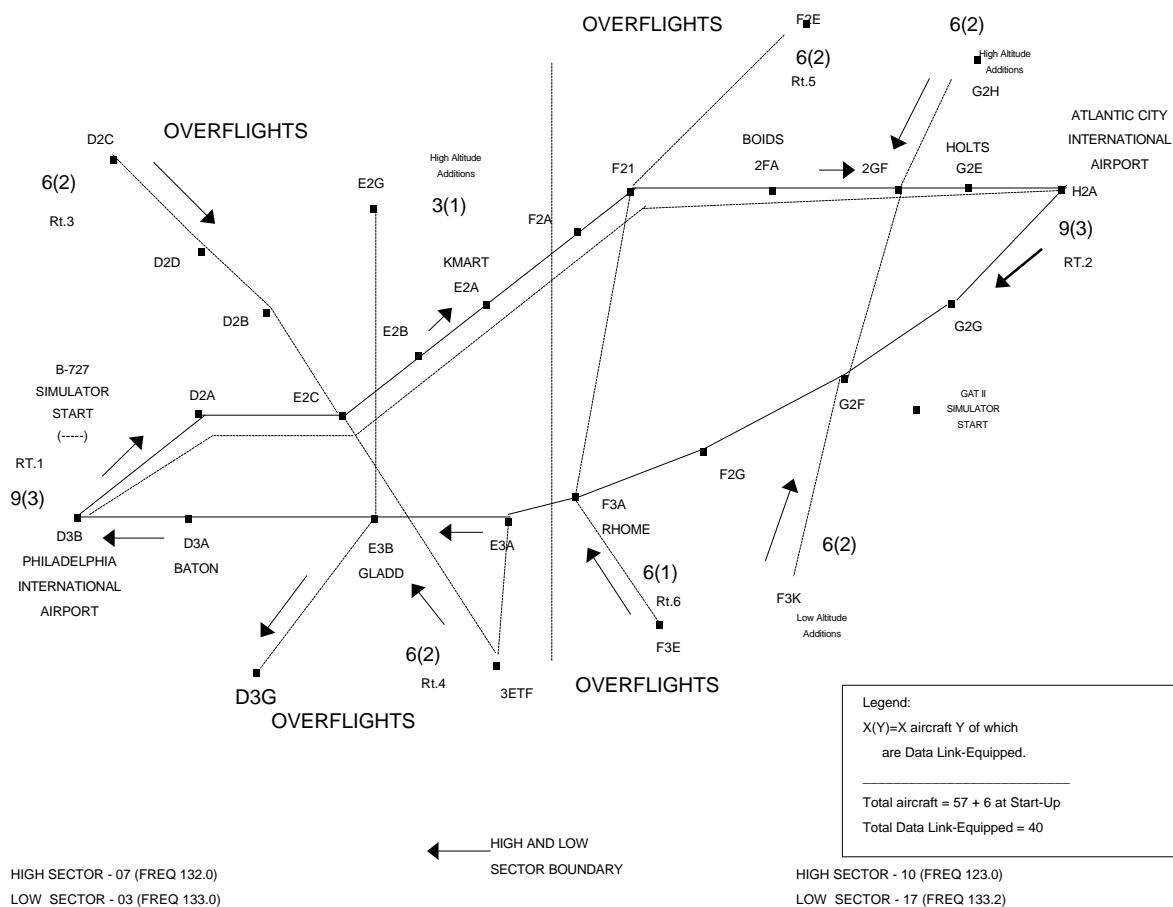 OVERFLIGHTS
F2E
6(2)
Rt.5
6(2)
High Altitude
Additions
G2H
ATLANTIC CITY
INTERNATIONAL
AIRPORT
OVERFLIGHTS
D2C
6(2)
Rt.3
E2G
High Altitude
Additions
3(1)
F21
BOIDS
2FA
2GF
HOLTS
G2E
H2A
F2A
9(3)
RT.2
D2D
KMART
E2A
D2B
E2B
G2G
B-727
SIMULATOR
START
(-----)
D2A
E2C
G2F
GAT II
SIMULATOR
START
RT.1
9(3)
F2G
D3B
PHILADELPHIA
INTERNATIONAL
AIRPORT
D3A
BATON
E3B
GLADD
E3A
F3A
RHOME
6(2)
6(1)
Rt.6
F3K
Low Altitude
Additions
6(2)
Rt.4
F3E
D3G
3ETF
OVERFLIGHTS
OVERFLIGHTS
Legend:
X(Y)=X aircraft Y of which
are Data Link-Equipped.
Total aircraft = 57 + 6 at Start-Up
Total Data Link-Equipped = 40
HIGH AND LOW
SECTOR BOUNDARY
HIGH SECTOR - 07 (FREQ 132.0)
LOW SECTOR - 03 (FREQ 133.0)
HIGH SECTOR - 10 (FREQ 123.0)
LOW SECTOR - 17 (FREQ 133.2)